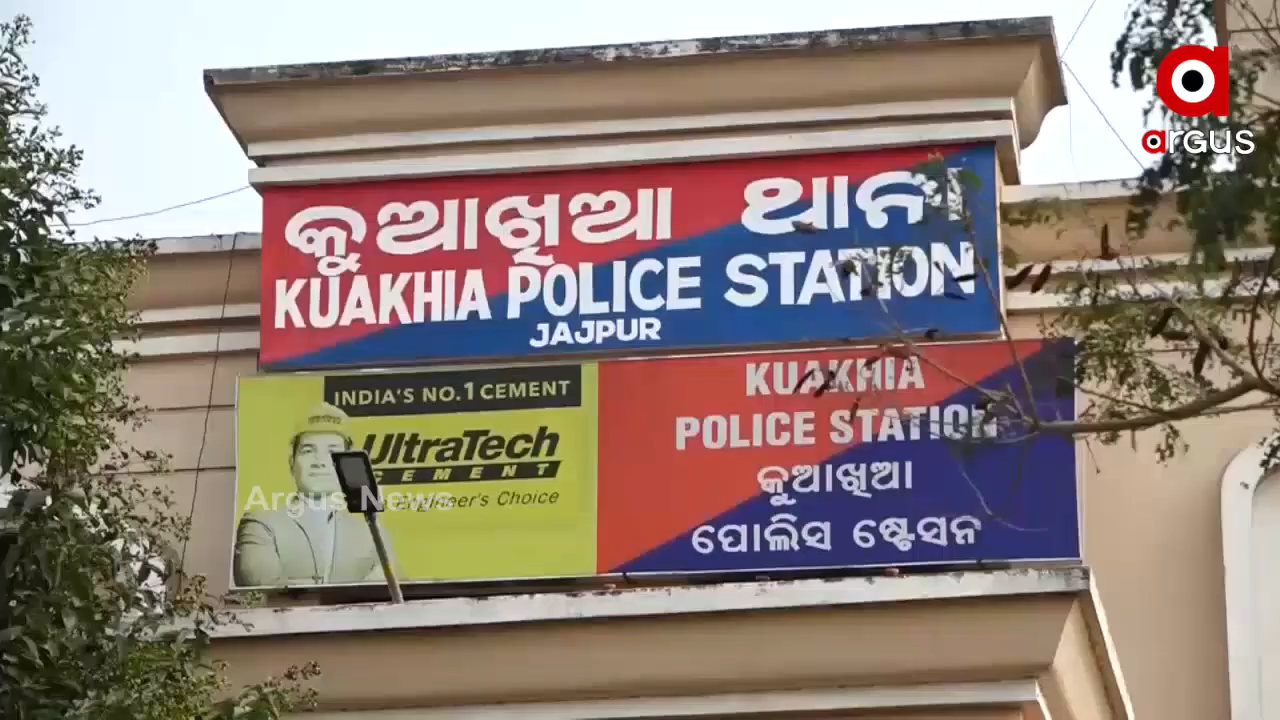 argus
କୁଆଖିଆ ଥାନା
KUAKHIA POLICE STATION
JAJPUR
INDIA'S NO.1 CEMENT
UltraTech
CEMENT
Engineer's Choice
Argus News
KUAKHIA
POLICE STATION
କୁଆଖିଆ
ପୋଲିସ ଷ୍ଟେସନ